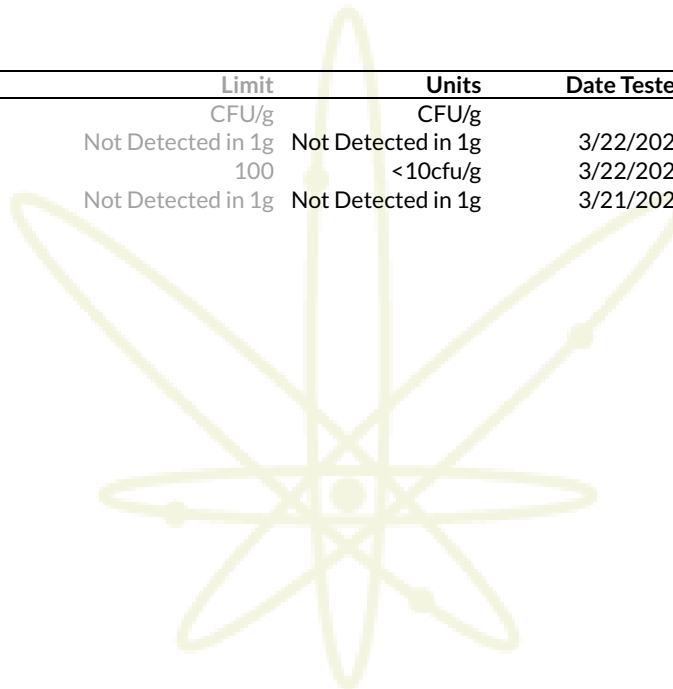 Limit Units Date Teste
CFU/g CFU/g
Not Detected in 1g Not Detected in 1g 3/22/202
100 <10cfu/g 3/22/202
Not Detected in 1g Not Detected in 1g 3/21/202